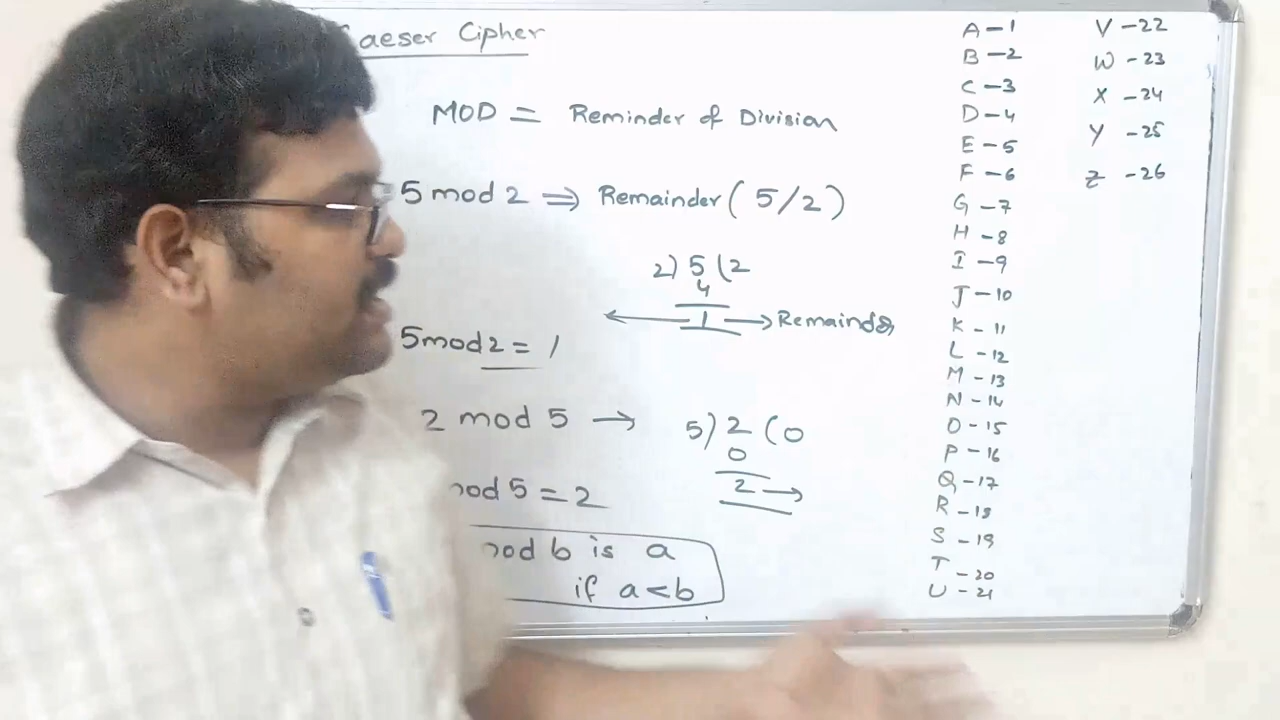 aeser Cipher
MOD = Reminder of Division
5 mod 2 ⇒ Remainder ( 5/2 )
2) 5 (2
4
1 → Remainder
5mod2 = 1
2 mod 5 → 5) 2 (0
0
2 →
mod 5 = 2
mod b is a
if a < b
A - 1
B - 2
C - 3
D - 4
E - 5
F - 6
G - 7
H - 8
I - 9
J - 10
K - 11
L - 12
M - 13
N - 14
O - 15
P - 16
Q - 17
R - 18
S - 19
T - 20
U - 21
V - 22
W - 23
X - 24
Y - 25
Z - 26